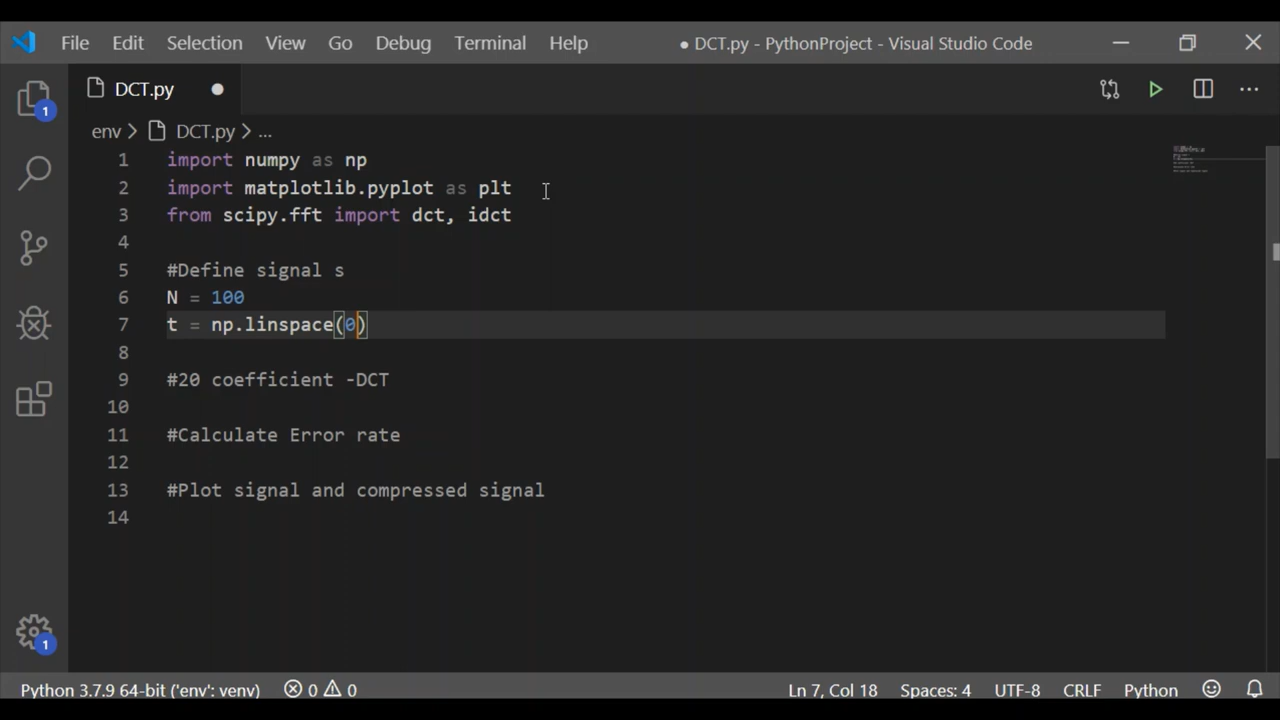 File Edit Selection View Go Debug Terminal Help ● DCT.py - PythonProject - Visual Studio Code
DCT.py
env > DCT.py > ...
1 import numpy as np
2 import matplotlib.pyplot as plt
3 from scipy.fft import dct, idct
4
5 #Define signal s
6 N = 100
7 t = np.linspace(0)
8
9 #20 coefficient -DCT
10
11 #Calculate Error rate
12
13 #Plot signal and compressed signal
14
1
1
Python 3.7.9 64-bit ('env': venv) 0 0 Ln 7, Col 18 Spaces: 4 UTF-8 CRLF Python